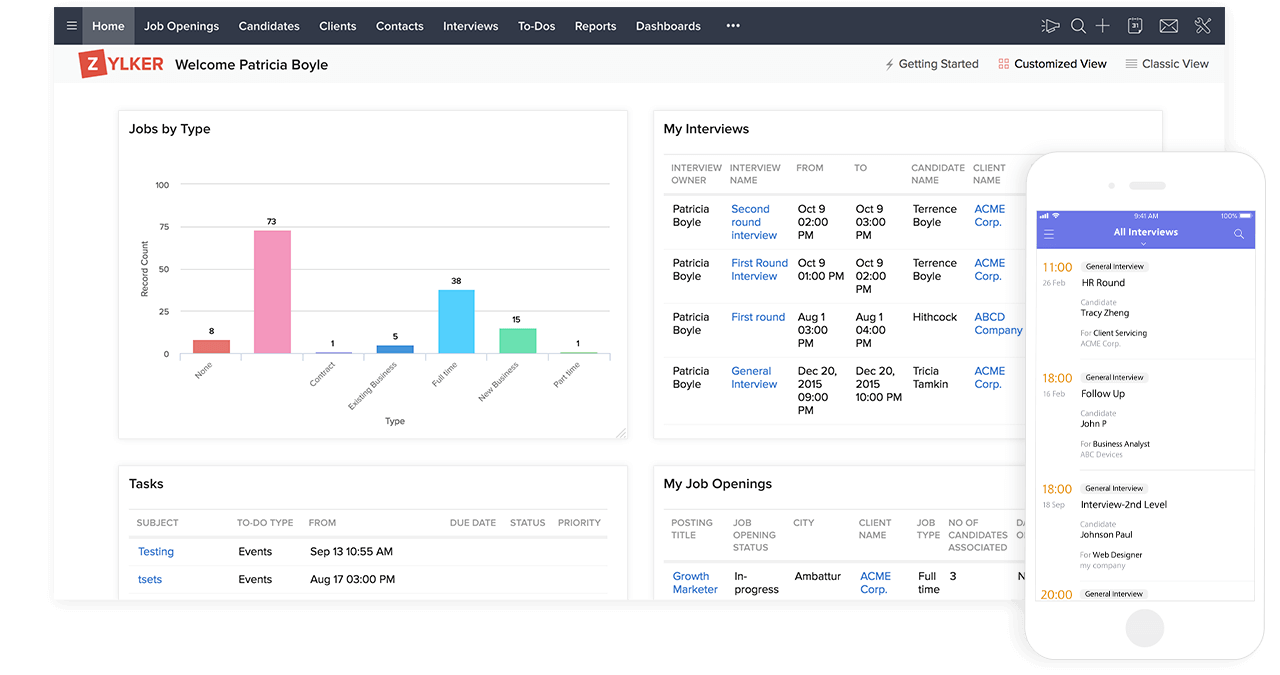 Home Job Openings Candidates Clients Contacts Interviews To-Dos Reports Dashboards •••
31
ZYLKER Welcome Patricia Boyle
Getting Started Customized View Classic View
Jobs by Type
100
75
50
25
0
Record Count
8
73
1
5
38
15
1
None
Contract
Existing Business
Full time
New Business
Part time
Type
My Interviews
INTERVIEW OWNER
INTERVIEW NAME
FROM
TO
CANDIDATE NAME
CLIENT NAME
Patricia Boyle
Second round interview
Oct 9 02:00 PM
Oct 9 03:00 PM
Terrence Boyle
ACME Corp.
Patricia Boyle
First Round Interview
Oct 9 01:00 PM
Oct 9 02:00 PM
Terrence Boyle
ACME Corp.
Patricia Boyle
First round
Aug 1 03:00 PM
Aug 1 04:00 PM
Hithcock
ABCD Company
Patricia Boyle
General Interview
Dec 20, 2015 09:00 PM
Dec 20, 2015 10:00 PM
Tricia Tamkin
ACME Corp.
Tasks
SUBJECT TO-DO TYPE FROM DUE DATE STATUS PRIORITY
Testing Events Sep 13 10:55 AM
tsets Events Aug 17 03:00 PM
My Job Openings
POSTING TITLE
JOB OPENING STATUS
CITY
CLIENT NAME
JOB TYPE
NO OF CANDIDATES ASSOCIATED
Growth Marketer
In-progress
Ambattur
ACME Corp.
Full time
3
9:41 AM 100%
All Interviews
11:00 General Interview
26 Feb HR Round
Candidate
Tracy Zheng
For Client Servicing
ACME Corp.
18:00 General Interview
16 Feb Follow Up
Candidate
John P
For Business Analyst
ABC Devices
18:00 General Interview
18 Sep Interview-2nd Level
Candidate
Johnson Paul
For Web Designer
my company
20:00 General Interview